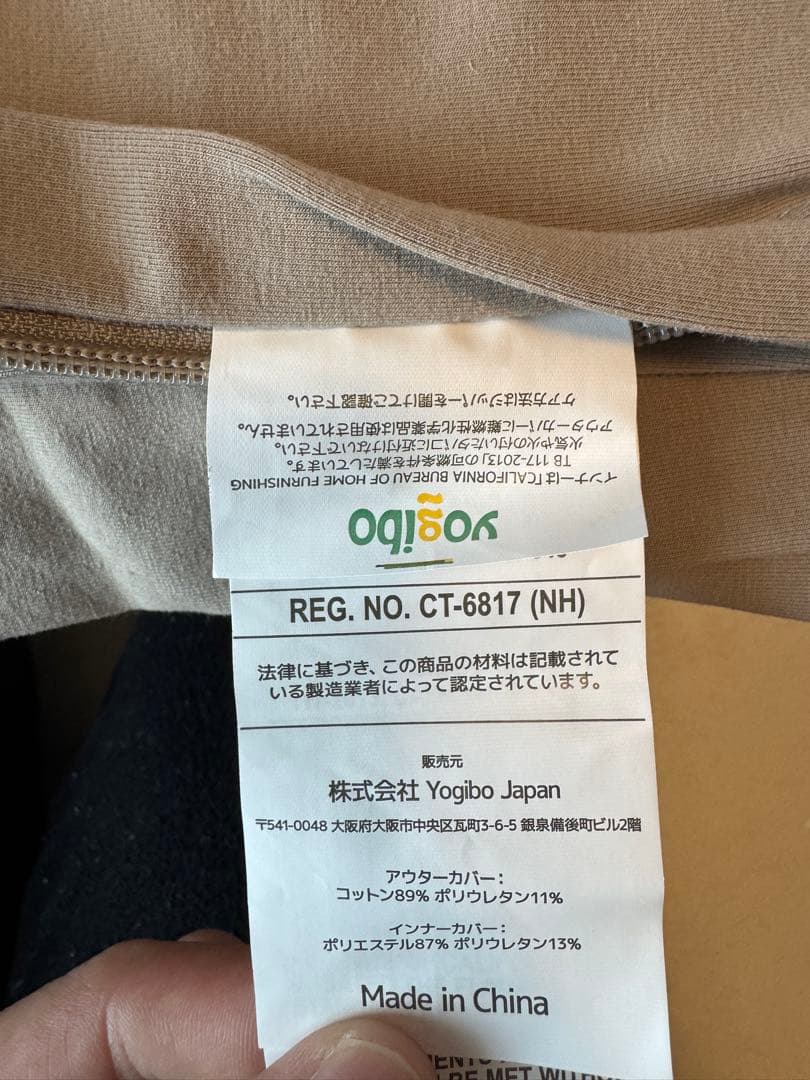 yogibo
インナーは「CALIFORNIA BUREAU OF HOME FURNISHING
TB 117-2013」の可燃条件を満たしています。
火気や火の付いたタバコに近付けないで下さい。
アウターカバーに難燃性化学薬品は使用されていません。
ケア方法はジッパーを開けてご確認下さい。
REG. NO. CT-6817 (NH)
法律に基づき、この商品の材料は記載されて
いる製造業者によって認定されています。
販売元
株式会社 Yogibo Japan
〒541-0048 大阪府大阪市中央区瓦町3-6-5 銀泉備後町ビル2階
アウターカバー：
コットン89% ポリウレタン11%
インナーカバー：
ポリエステル87% ポリウレタン13%
Made in China
BE MET WITH